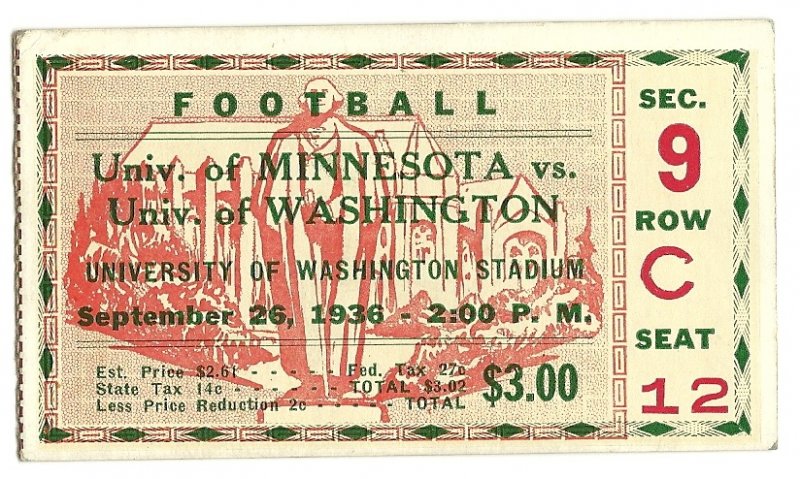 FOOTBALL
Univ. of MINNESOTA vs.
Univ. of WASHINGTON
UNIVERSITY OF WASHINGTON STADIUM
September 26, 1936 - 2:00 P. M.
Est. Price $2.61 - - - - - Fed. Tax 27c
State Tax 14c - - - - - - - TOTAL $3.02
Less Price Reduction 2c - - - - - TOTAL
$3.00
SEC.
9
ROW
C
SEAT
12